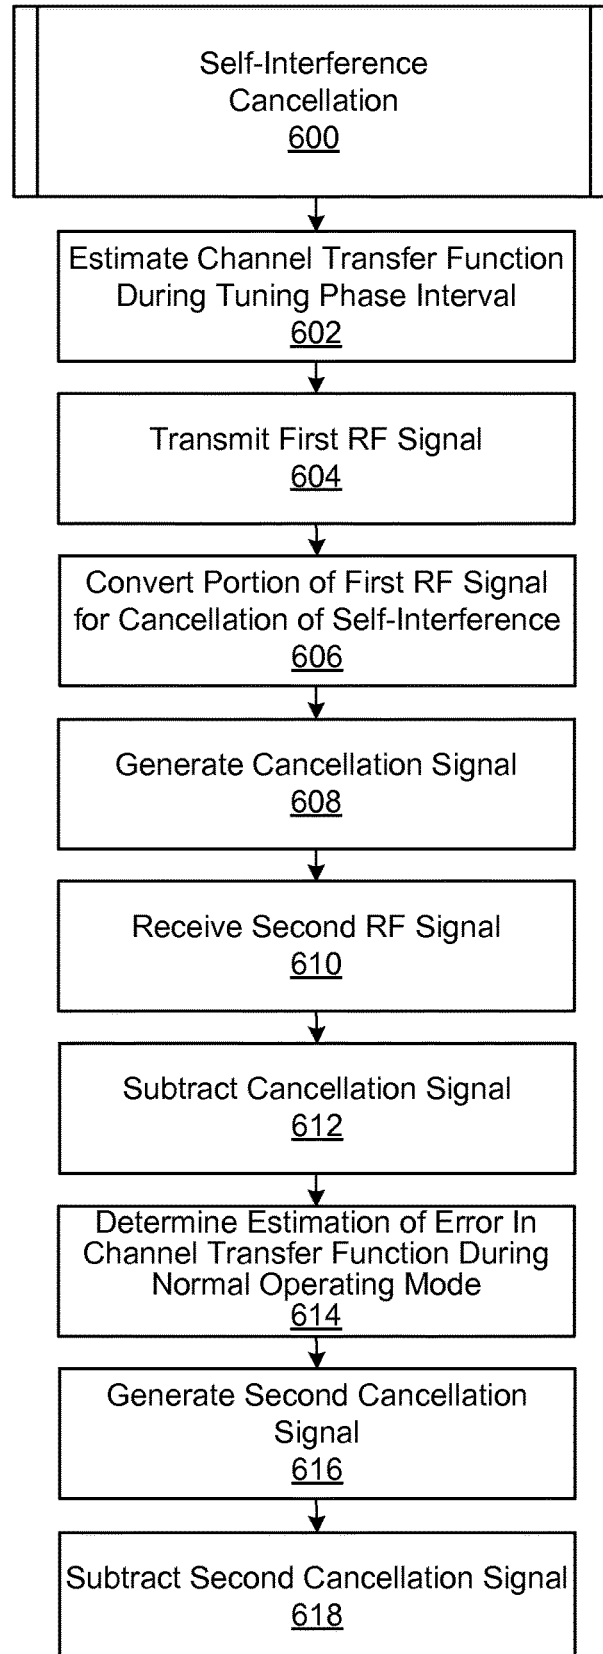 Self-Interference
Cancellation
600
Estimate Channel Transfer Function
During Tuning Phase Interval
602
Transmit First RF Signal
604
Convert Portion of First RF Signal
for Cancellation of Self-Interference
606
Generate Cancellation Signal
608
Receive Second RF Signal
610
Subtract Cancellation Signal
612
Determine Estimation of Error In
Channel Transfer Function During
Normal Operating Mode
614
Generate Second Cancellation
Signal
616
Subtract Second Cancellation Signal
618